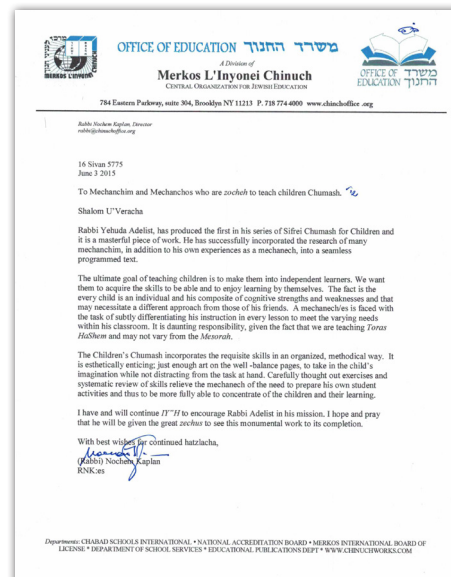 OFFICE OF EDUCATION משרד החנוך
A Division of
Merkos L'Inyonei Chinuch
CENTRAL ORGANIZATION FOR JEWISH EDUCATION
MERKOS L'INYONEI
OFFICE OF משרד
EDUCATION החנוך
784 Eastern Parkway, suite 304, Brooklyn NY 11213 P. 718 774 4000 www.chinchoffice .org
Rabbi Nochem Kaplan, Director
rabbi@chinuchoffice.org
16 Sivan 5775
June 3 2015
To Mechanchim and Mechanchos who are zocheh to teach children Chumash.
Shalom U'Veracha
Rabbi Yehuda Adelist, has produced the first in his series of Sifrei Chumash for Children and
it is a masterful piece of work. He has successfully incorporated the research of many
mechanchim, in addition to his own experiences as a mechanech, into a seamless
programmed text.
The ultimate goal of teaching children is to make them into independent learners. We want
them to acquire the skills to be able and to enjoy learning by themselves. The fact is the
every child is an individual and his composite of cognitive strengths and weaknesses and that
may necessitate a different approach from those of his friends. A mechanech/es is faced with
the task of subtly differentiating his instruction in every lesson to meet the varying needs
within his classroom. It is daunting responsibility, given the fact that we are teaching Toras
HaShem and may not vary from the Mesorah.
The Children's Chumash incorporates the requisite skills in an organized, methodical way. It
is esthetically enticing; just enough art on the well -balance pages, to take in the child's
imagination while not distracting from the task at hand. Carefully thought out exercises and
systematic review of skills relieve the mechanech of the need to prepare his own student
activities and thus to be more fully able to concentrate of the children and their learning.
I have and will continue IY"H to encourage Rabbi Adelist in his mission. I hope and pray
that he will be given the great zechus to see this monumental work to its completion.
With best wishes for continued hatzlacha,
(Rabbi) Nochem Kaplan
RNK:es
Departments: CHABAD SCHOOLS INTERNATIONAL • NATIONAL ACCREDITATION BOARD • MERKOS INTERNATIONAL BOARD OF
LICENSE * DEPARTMENT OF SCHOOL SERVICES * EDUCATIONAL PUBLICATIONS DEPT * WWW.CHINUCHWORKS.COM